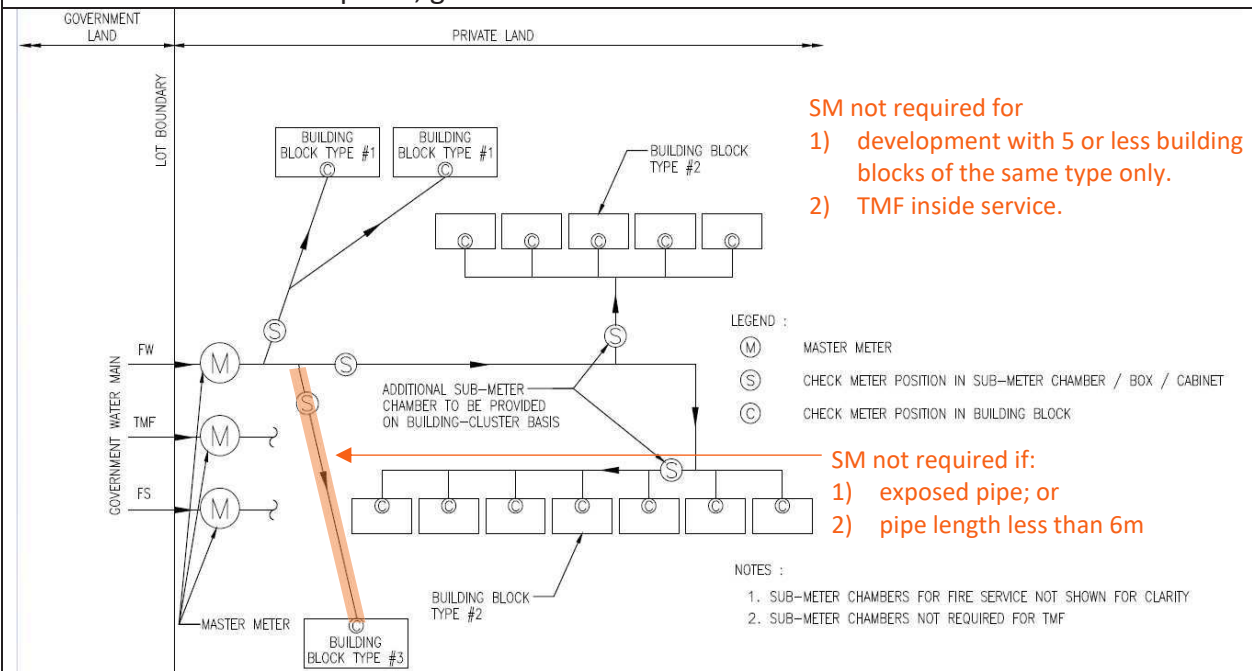 GOVERNMENT
LAND
PRIVATE LAND
LOT BOUNDARY
SM not required for
1) development with 5 or less building
blocks of the same type only.
2) TMF inside service.
BUILDING
BLOCK TYPE #1
C
BUILDING
BLOCK TYPE #1
C
BUILDING BLOCK
TYPE #2
C C C C C
S
S
FW
M
S
GOVERNMENT WATER MAIN
ADDITIONAL SUB-METER
CHAMBER TO BE PROVIDED
ON BUILDING-CLUSTER BASIS
S
LEGEND :
M MASTER METER
S CHECK METER POSITION IN SUB-METER CHAMBER / BOX / CABINET
C CHECK METER POSITION IN BUILDING BLOCK
TMF
M
SM not required if:
1) exposed pipe; or
2) pipe length less than 6m
S
FS
M
C C C C C C C
BUILDING BLOCK
TYPE #2
NOTES :
1. SUB-METER CHAMBERS FOR FIRE SERVICE NOT SHOWN FOR CLARITY
2. SUB-METER CHAMBERS NOT REQUIRED FOR TMF
MASTER METER
C
BUILDING
BLOCK TYPE #3